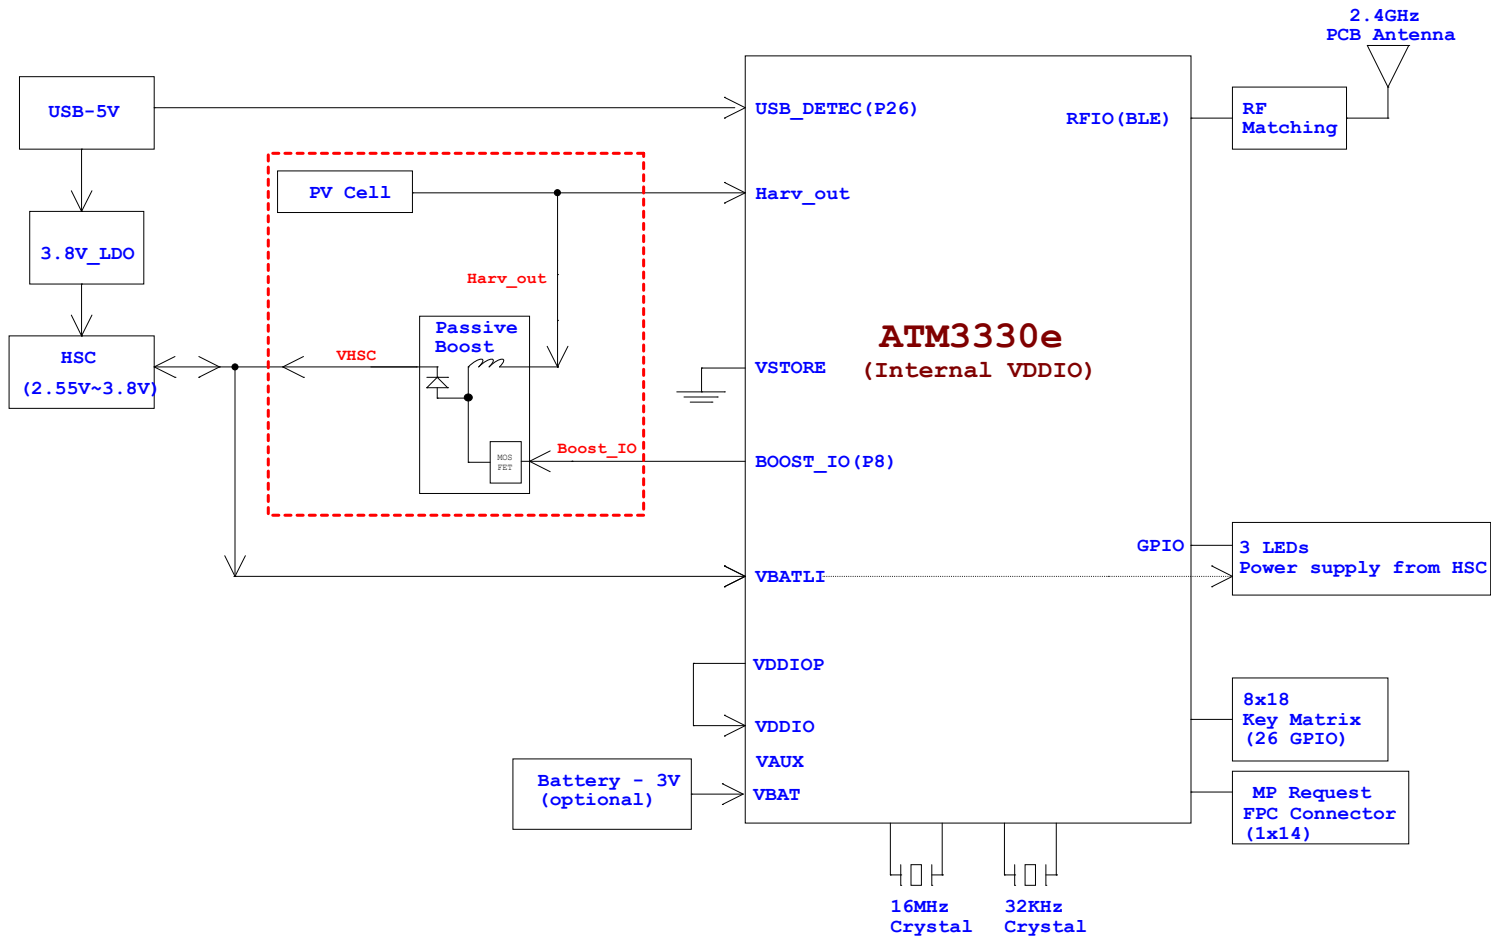 2.4GHz
PCB Antenna
USB-5V
USB_DETEC(P26)
RFIO(BLE)
RF
Matching
PV Cell
Harv_out
3.8V_LDO
Harv_out
Passive
Boost
ATM3330e
(Internal VDDIO)
HSC
(2.55V~3.8V)
VHSC
VSTORE
Boost_IO
MOS
FET
BOOST_IO(P8)
GPIO
3 LEDs
Power supply from HSC
VBATLI
VDDIOP
8x18
Key Matrix
(26 GPIO)
VDDIO
VAUX
Battery - 3V
(optional)
VBAT
MP Request
FPC Connector
(1x14)
16MHz
Crystal
32KHz
Crystal